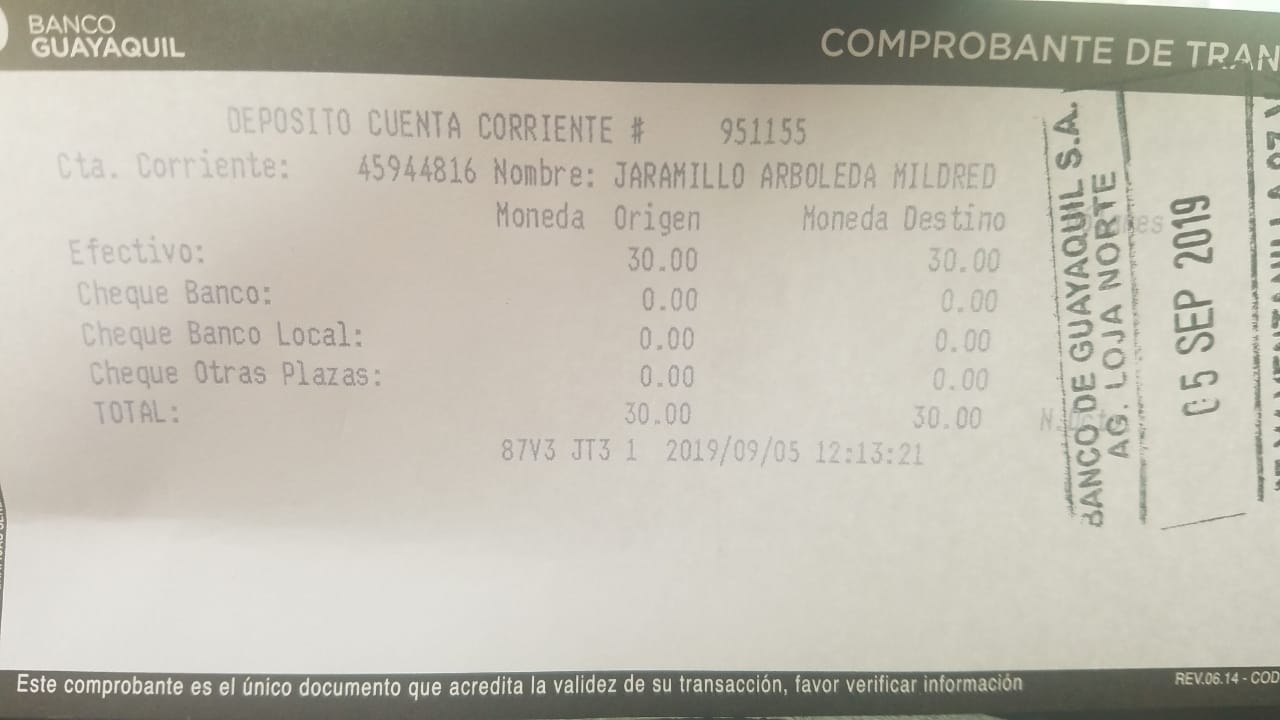 BANCO
GUAYAQUIL
COMPROBANTE DE TRAN
DEPOSITO CUENTA CORRIENTE # 951155
Cta. Corriente: 45944816 Nombre: JARAMILLO ARBOLEDA MILDRED
Moneda Origen Moneda Destino
Efectivo: 30.00 30.00
Cheque Banco: 0.00 0.00
Cheque Banco Local: 0.00 0.00
Cheque Otras Plazas: 0.00 0.00
TOTAL: 30.00 30.00
87V3 JT3 1 2019/09/05 12:13:21
BANCO DE GUAYAQUIL S.A.
AG. LOJA NORTE
05 SEP 2019
Este comprobante es el único documento que acredita la validez de su transacción, favor verificar información
REV.06.14 - COD